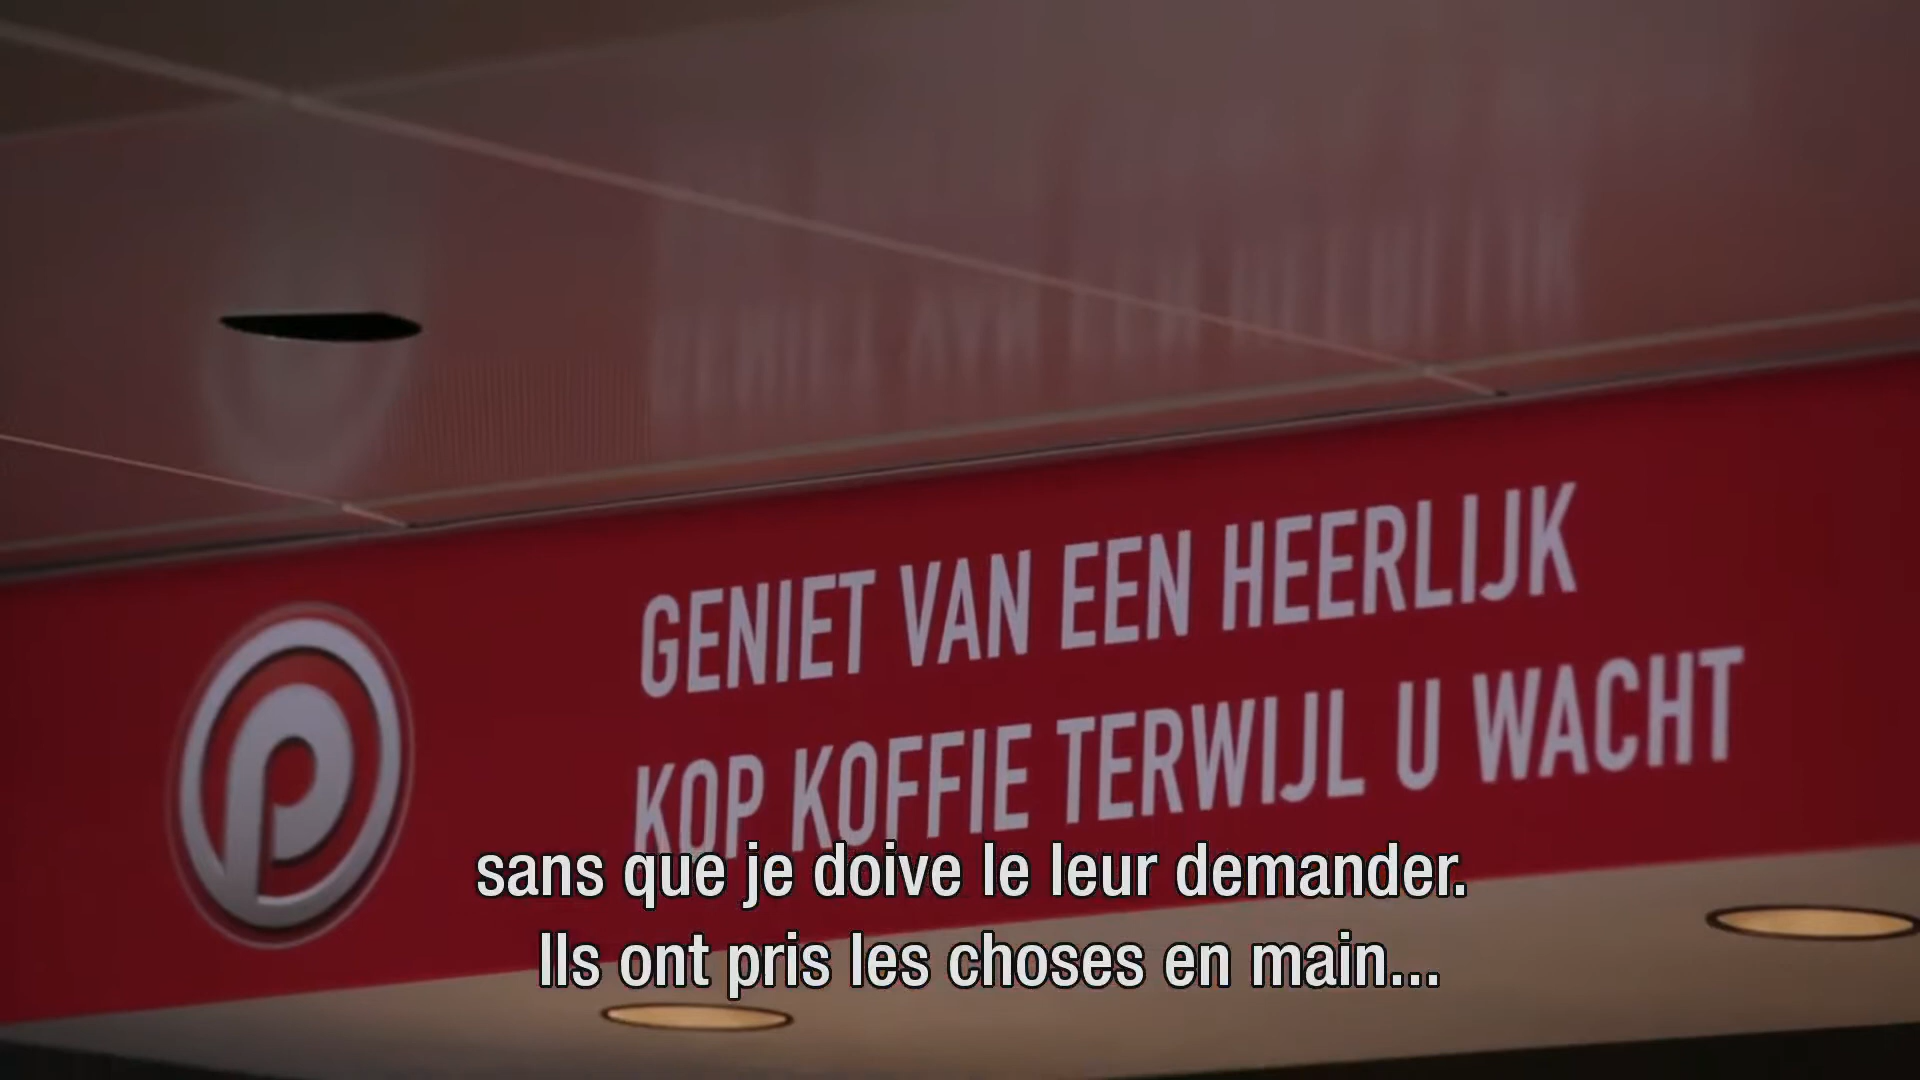 GENIET VAN EEN HEERLIJK
KOP KOFFIE TERWIJL U WACHT
sans que je doive le leur demander.
Ils ont pris les choses en main...